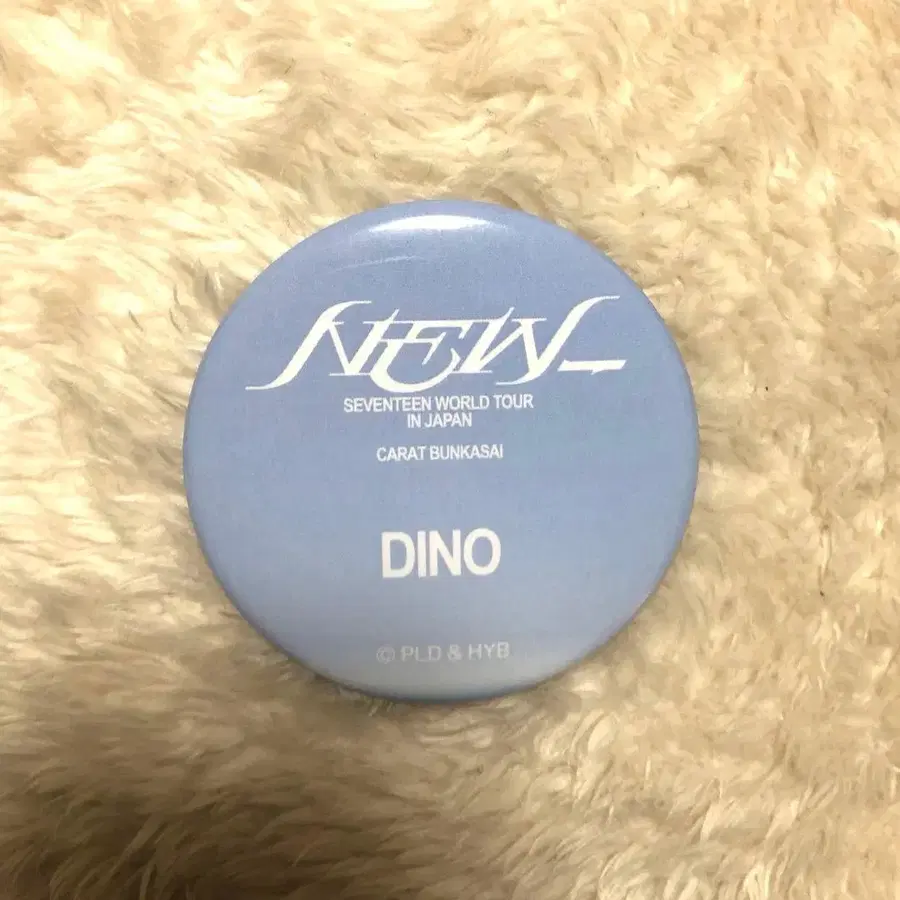 NEW_
SEVENTEEN WORLD TOUR
IN JAPAN
CARAT BUNKASAI
DINO
© PLD & HYB